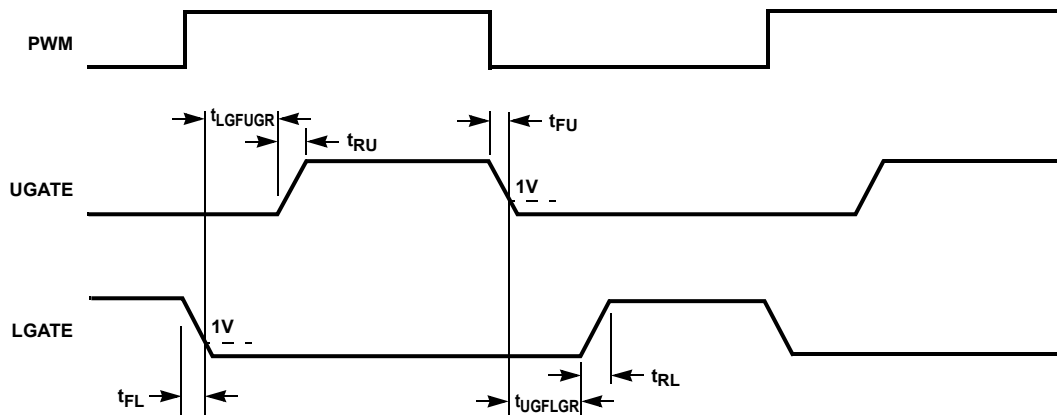 PWM
tLGFUGR
tRU
tFU
UGATE
1V
LGATE
1V
tFL
tRL
tUGFLGR